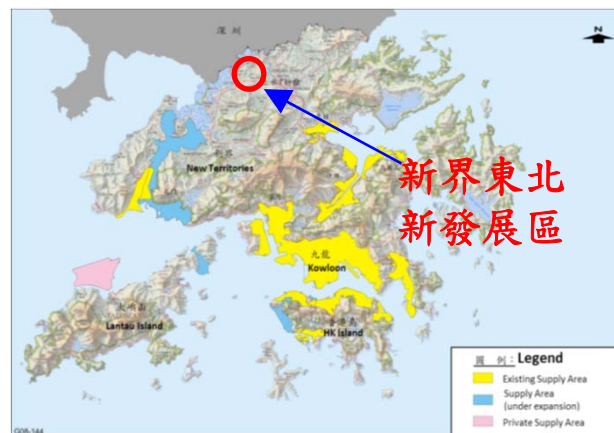 深圳
N
New Territories
新界東北
新發展區
九龍
Kowloon
大嶼山
Lantau Island
香港島
HK Island
圖例：Legend
Existing Supply Area
Supply Area
(under expansion)
Private Supply Area
G08-144